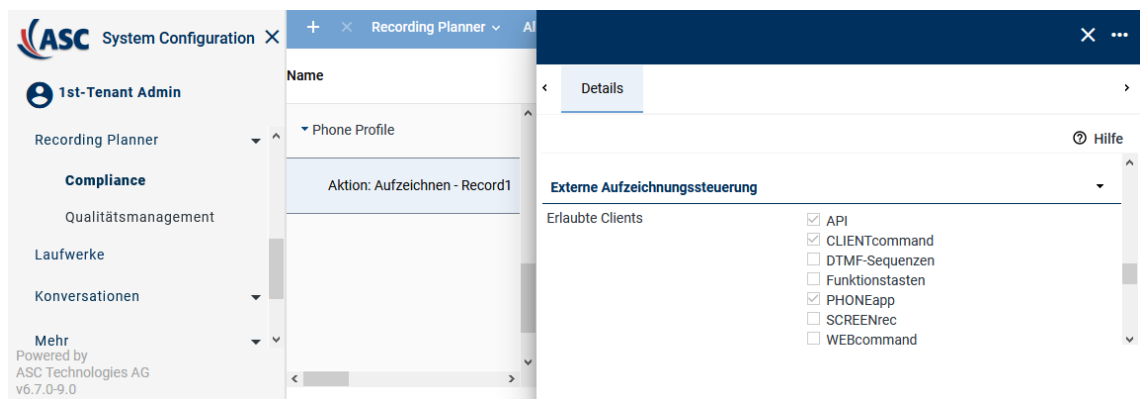 ASC System Configuration
1st-Tenant Admin
Recording Planner
Compliance
Qualitätsmanagement
Laufwerke
Konversationen
Mehr
Powered by
ASC Technologies AG
v6.7.0-9.0
Recording Planner
Al
Name
Phone Profile
Aktion: Aufzeichnen - Record1
Details
Hilfe
Externe Aufzeichnungssteuerung
Erlaubte Clients
API
CLIENTcommand
DTMF-Sequenzen
Funktionstasten
PHONEapp
SCREENrec
WEBcommand